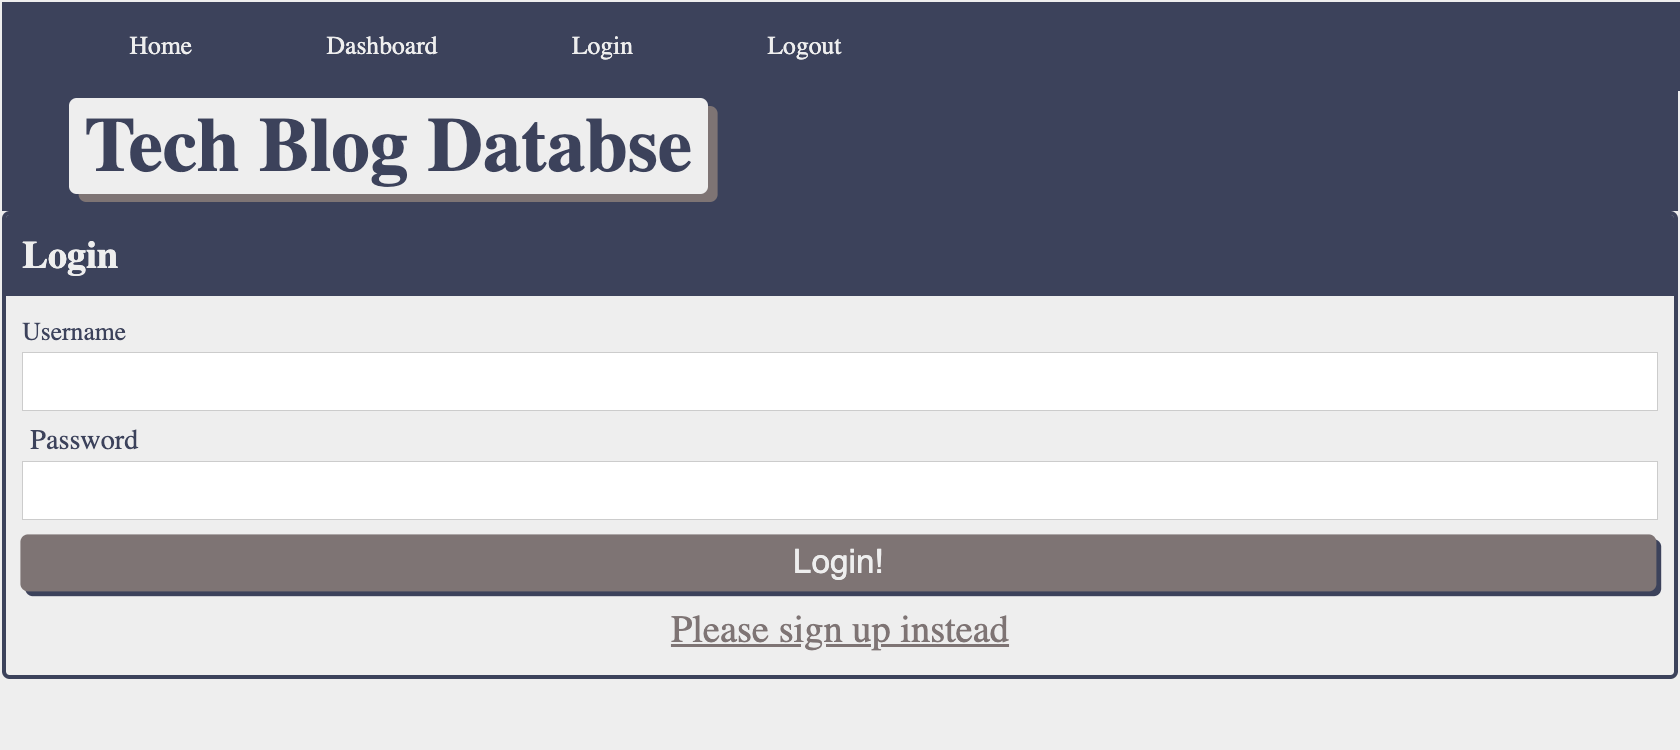 Home Dashboard Login Logout
Tech Blog Databse
Login
Username
Password
Login!
Please sign up instead